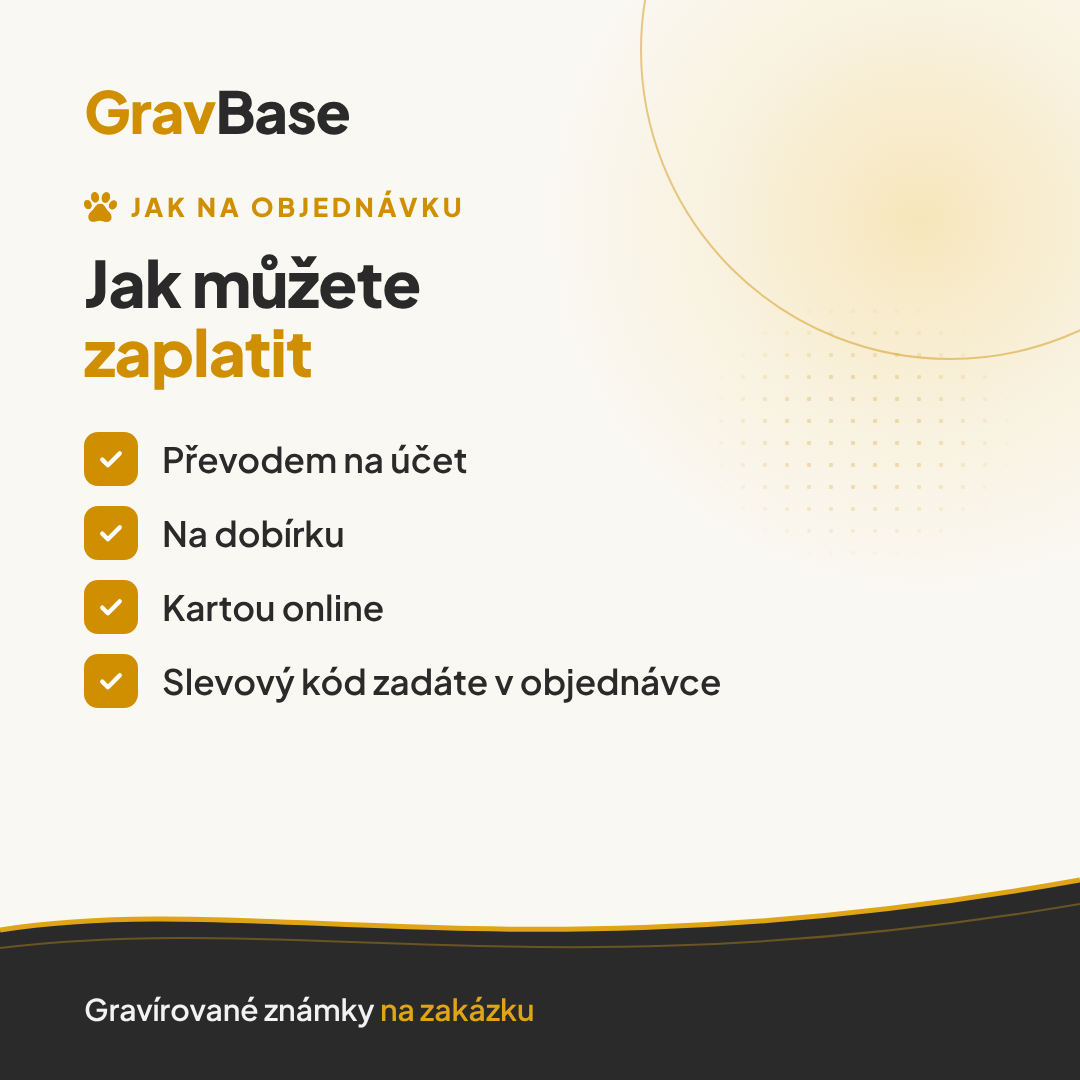 GravBase
JAK NA OBJEDNÁVKU
Jak můžete
zaplatit
Převodem na účet
Na dobírku
Kartou online
Slevový kód zadáte v objednávce
Gravírované známky na zakázku